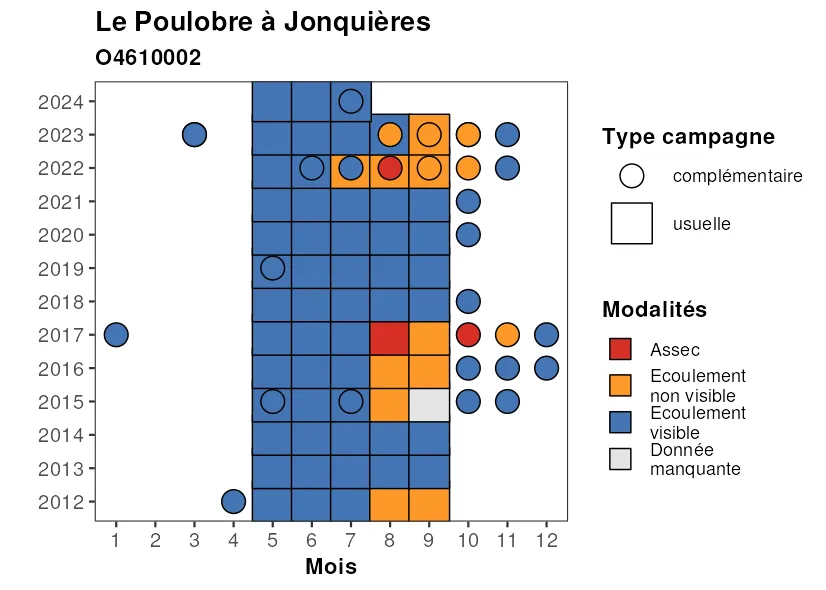 Le Poulobre à Jonquières
O4610002
2024
2023
2022
2021
2020
2019
2018
2017
2016
2015
2014
2013
2012
1 2 3 4 5 6 7 8 9 10 11 12
Mois
Type campagne
complémentaire
usuelle
Modalités
Assec
Ecoulement
non visible
Ecoulement
visible
Donnée
manquante